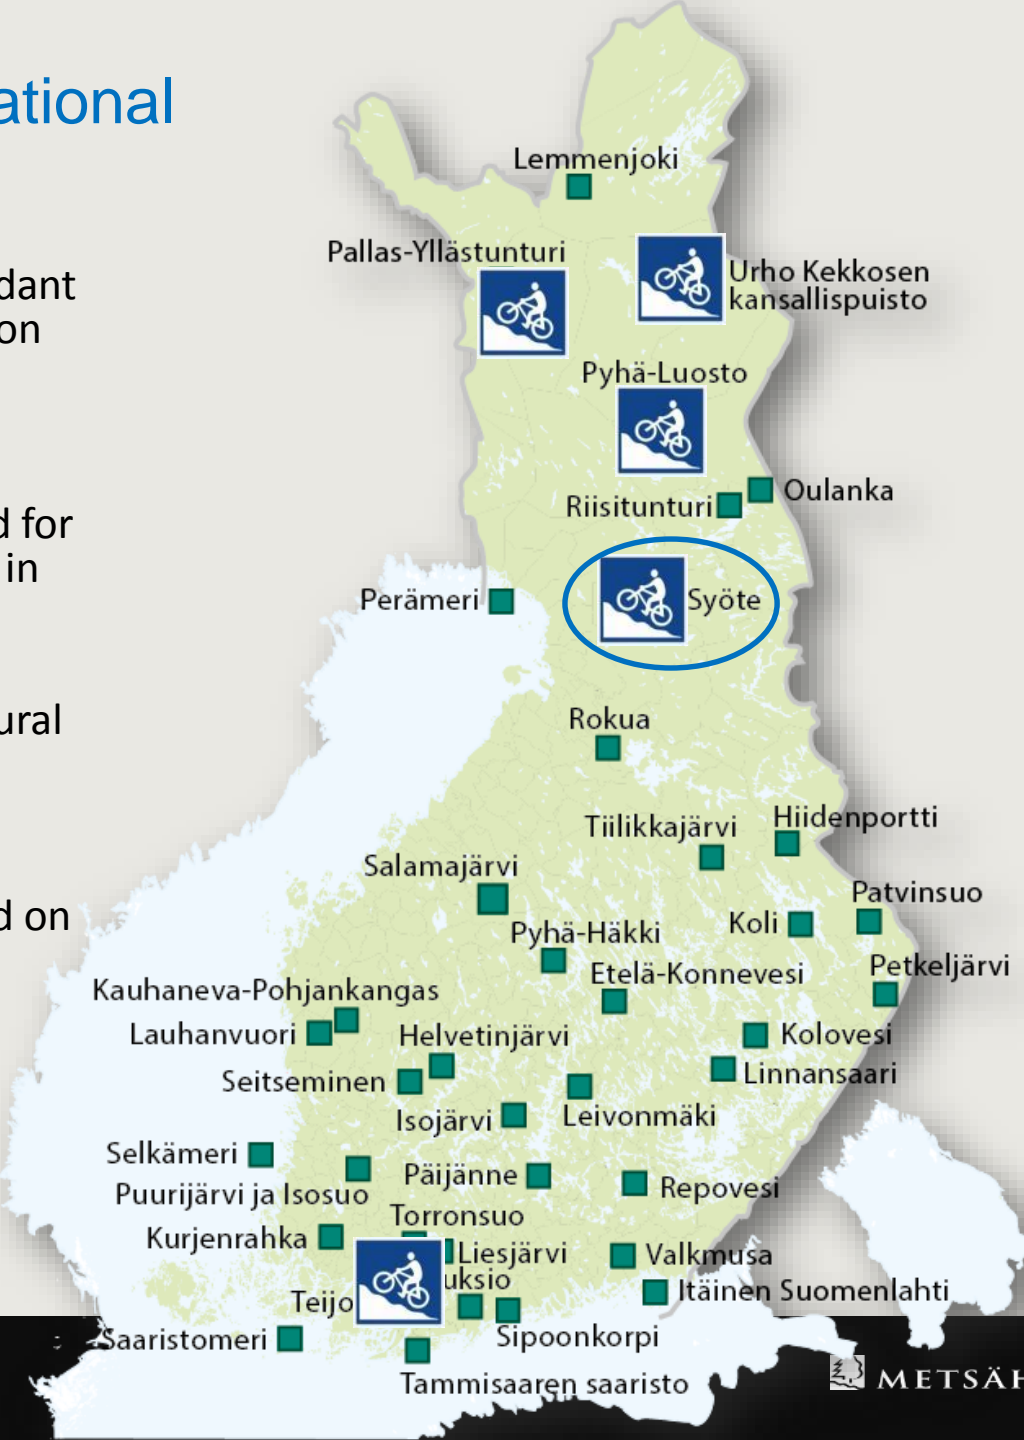 ational
dant
on
d for
in
ural
d on
Lemmenjoki
Pallas-Yllästunturi
Urho Kekkosen
kansallispuisto
Pyhä-Luosto
Oulanka
Riisitunturi
Perämeri
Syöte
Rokua
Hiidenportti
Tiilikkajärvi
Salamajärvi
Patvinsuo
Koli
Pyhä-Häkki
Petkeljärvi
Etelä-Konnevesi
Kauhaneva-Pohjankangas
Lauhanvuori
Helvetinjärvi
Kolovesi
Linnansaari
Seitseminen
Isojärvi
Leivonmäki
Selkämeri
Päijänne
Repovesi
Puurijärvi ja Isosuo
Torronsuo
Kurjenrahka
Liesjärvi
Valkmusa
uksio
Itäinen Suomenlahti
Teijo
Sipoonkorpi
Saaristomeri
Tammisaaren saaristo
METSÄH